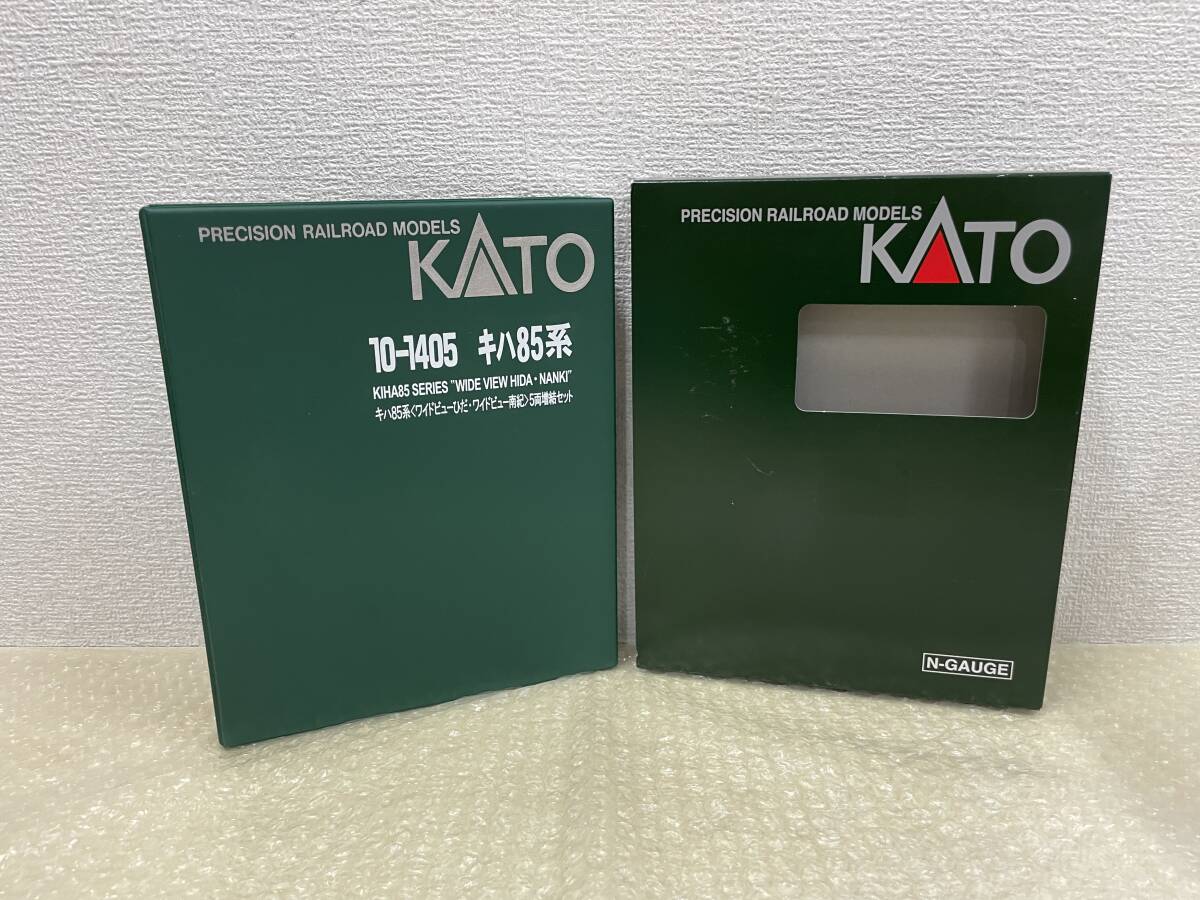 PRECISION RAILROAD MODELS
KATO
10-1405 キハ85系
KIHA85 SERIES "WIDE VIEW HIDA・NANKI"
キハ85系〈ワイドビューひだ・ワイドビュー南紀〉5両増結セット
PRECISION RAILROAD MODELS
KATO
N-GAUGE